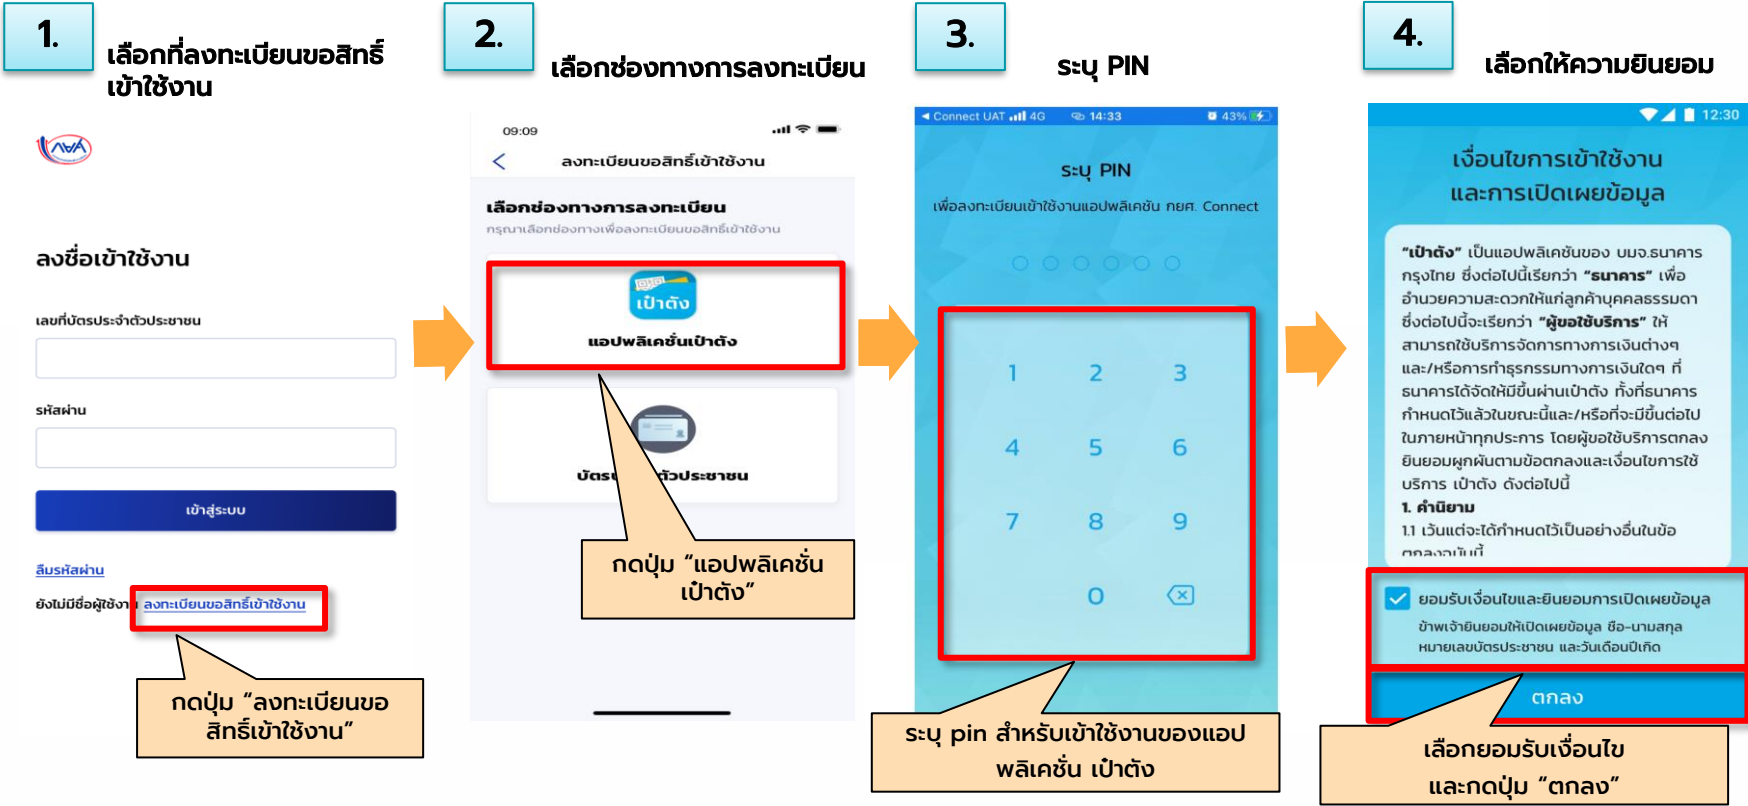 1.
เลือกที่ลงทะเบียนขอสิทธิ์
เข้าใช้งาน
กยศ
ลงชื่อเข้าใช้งาน
เลขที่บัตรประจำตัวประชาชน
รหัสผ่าน
เข้าสู่ระบบ
ลืมรหัสผ่าน
ยังไม่มีชื่อผู้ใช้งาน ลงทะเบียนขอสิทธิ์เข้าใช้งาน
กดปุ่ม “ลงทะเบียนขอ
สิทธิ์เข้าใช้งาน”
2.
เลือกช่องทางการลงทะเบียน
09:09
ลงทะเบียนขอสิทธิ์เข้าใช้งาน
เลือกช่องทางการลงทะเบียน
กรุณาเลือกช่องทางเพื่อลงทะเบียนขอสิทธิ์เข้าใช้งาน
เป๋าตัง
แอปพลิเคชั่นเป๋าตัง
ตัวประชาชน
กดปุ่ม “แอปพลิเคชั่น
เป๋าตัง”
3.
ระบุ PIN
Connect UAT 4G 14:33 43%
ระบุ PIN
เพื่อลงทะเบียนเข้าใช้งานแอปพลิเคชัน กยศ. Connect
1 2 3
4 5 6
7 8 9
0
ระบุ pin สำหรับเข้าใช้งานของแอป
พลิเคชั่น เป๋าตัง
4.
เลือกให้ความยินยอม
12:30
เงื่อนไขการเข้าใช้งาน
และการเปิดเผยข้อมูล
“เป๋าตัง” เป็นแอปพลิเคชันของ บมจ.ธนาคาร
กรุงไทย ซึ่งต่อไปนี้เรียกว่า “ธนาคาร” เพื่อ
อำนวยความสะดวกให้แก่ลูกค้าบุคคลธรรมดา
ซึ่งต่อไปนี้จะเรียกว่า “ผู้ขอใช้บริการ” ให้
สามารถใช้บริการจัดการทางการเงินต่างๆ
และ/หรือการทำธุรกรรมทางการเงินใดๆ ที่
ธนาคารได้จัดให้มีขึ้นผ่านเป๋าตัง ทั้งที่ธนาคาร
กำหนดไว้แล้วในขณะนี้และ/หรือที่จะมีขึ้นต่อไป
ในภายหน้าทุกประการ โดยผู้ขอใช้บริการตกลง
ยินยอมผูกพันตามข้อตกลงและเงื่อนไขการใช้
บริการ เป๋าตัง ดังต่อไปนี้
1. คำนิยาม
1.1 เว้นแต่จะได้กำหนดไว้เป็นอย่างอื่นในข้อ
ตกลงฉบับนี้
ยอมรับเงื่อนไขและยินยอมการเปิดเผยข้อมูล
ข้าพเจ้ายินยอมให้เปิดเผยข้อมูล ชื่อ-นามสกุล
หมายเลขบัตรประชาชน และวันเดือนปีเกิด
ตกลง
เลือกยอมรับเงื่อนไข
และกดปุ่ม “ตกลง”